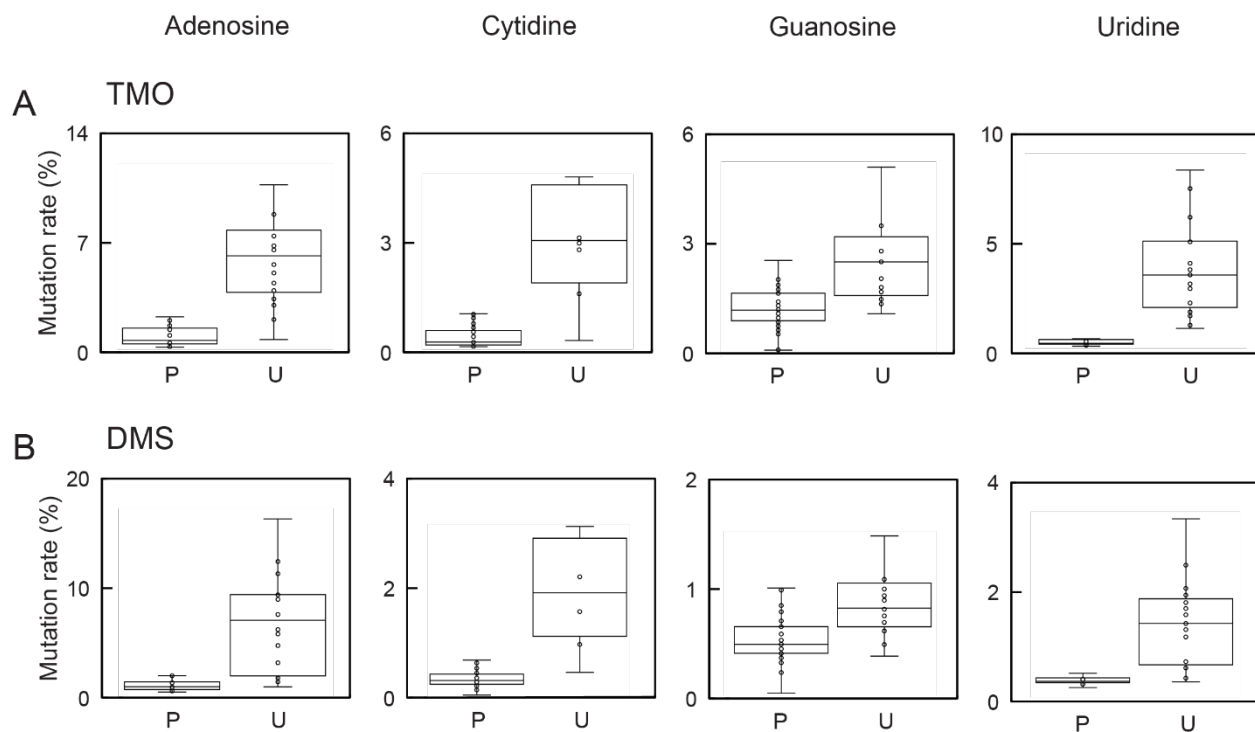 Adenosine Cytidine Guanosine Uridine
A TMO
Mutation rate (%)
14 6 6 10
7 3 3 5
0 0 0 0
P U P U P U P U
B DMS
Mutation rate (%)
20 4 2 4
10 2 1 2
0 0 0 0
P U P U P U P U